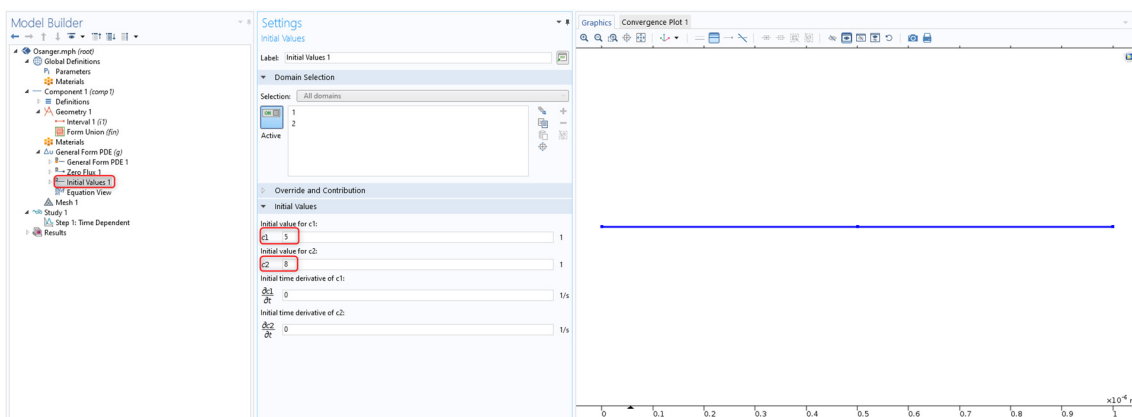 Model Builder
Osanger.mph (root)
Global Definitions
Pi Parameters
Materials
Component 1 (comp1)
Definitions
Geometry 1
Interval 1 (i1)
Form Union (fin)
Materials
Δu General Form PDE (g)
General Form PDE 1
Zero Flux 1
Initial Values 1
Equation View
Mesh 1
Study 1
Step 1: Time Dependent
Results
Settings
Initial Values
Label: Initial Values 1
Domain Selection
Selection: All domains
1
2
Active
Override and Contribution
Initial Values
Initial value for c1:
c1 5 1
Initial value for c2:
c2 8 1
Initial time derivative of c1:
∂c1
∂t
0 1/s
Initial time derivative of c2:
∂c2
∂t
0 1/s
Graphics Convergence Plot 1
×10⁻⁶
0 0.1 0.2 0.3 0.4 0.5 0.6 0.7 0.8 0.9 1